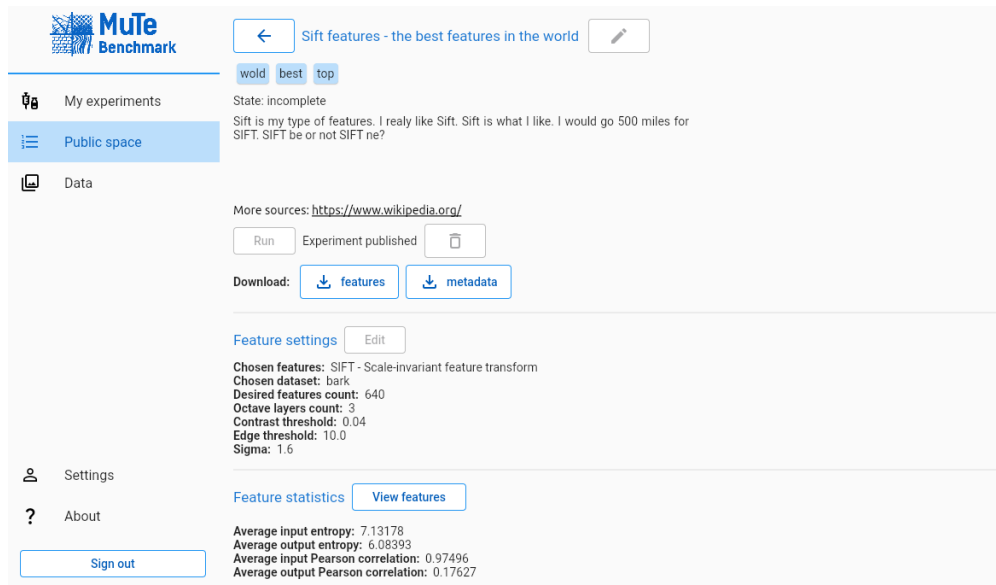 MuTe
Benchmark
Sift features - the best features in the world
wold best top
My experiments
State: incomplete
Sift is my type of features. I realy like Sift. Sift is what I like. I would go 500 miles for
SIFT. SIFT be or not SIFT ne?
Public space
Data
More sources: https://www.wikipedia.org/
Run Experiment published
Download: features metadata
Feature settings Edit
Chosen features: SIFT - Scale-invariant feature transform
Chosen dataset: bark
Desired features count: 640
Octave layers count: 3
Contrast threshold: 0.04
Edge threshold: 10.0
Sigma: 1.6
Settings
Feature statistics View features
About
Average input entropy: 7.13178
Average output entropy: 6.08393
Average input Pearson correlation: 0.97496
Average output Pearson correlation: 0.17627
Sign out